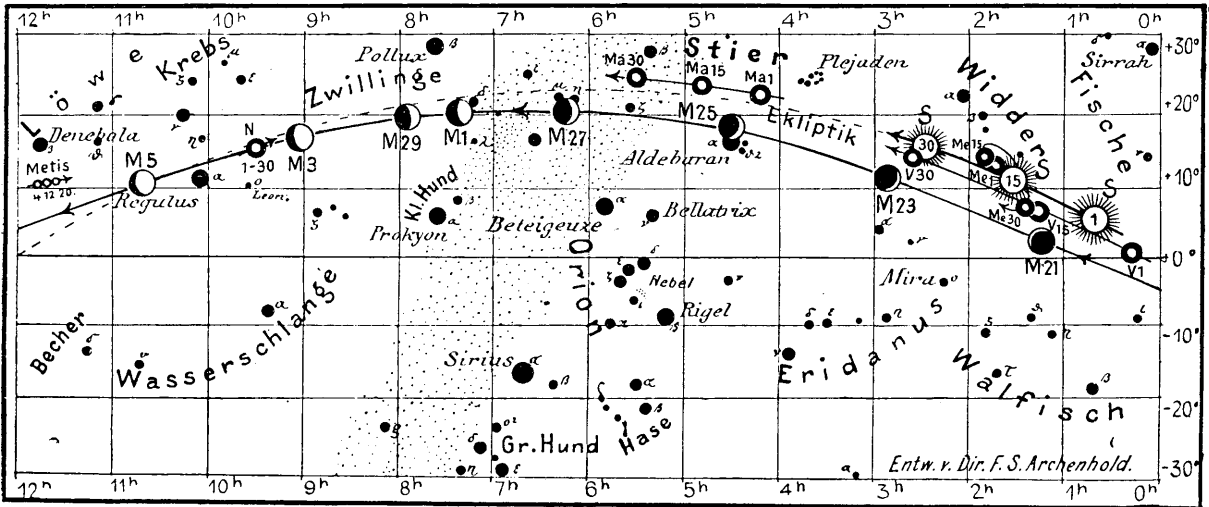 12ʰ 11ʰ 10ʰ 9ʰ 8ʰ 7ʰ 6ʰ 5ʰ 4ʰ 3ʰ 2ʰ 1ʰ 0ʰ
+30°
+20°
+10°
+0°
-10°
-20°
-30°
Löwe
Krebs
Zwillinge
Pollux β
Stier
Plejaden
Widder
Fische
Sirrah α
Denebola
Metis
4 12 20
M5
Regulus
N
1-30
o Leon.
M3
M29
M1
M27
Ma30
Ma15
Ma1
M25
Ekliptik
Aldebaran
S
30
V30
Me15
Me1
S
15
Me30
V15
S
1
V1
M23
M21
Kl. Hund
Prokyon α
Beteigeuze α
Bellatrix
Orion
Nebel
Rigel β
Mira o
Eridanus
Walfisch
Becher
Wasserschlange
Sirius α
Gr. Hund
Hase
Entw. v. Dir. F. S. Archenhold.
12ʰ 11ʰ 10ʰ 9ʰ 8ʰ 7ʰ 6ʰ 5ʰ 4ʰ 3ʰ 2ʰ 1ʰ 0ʰ